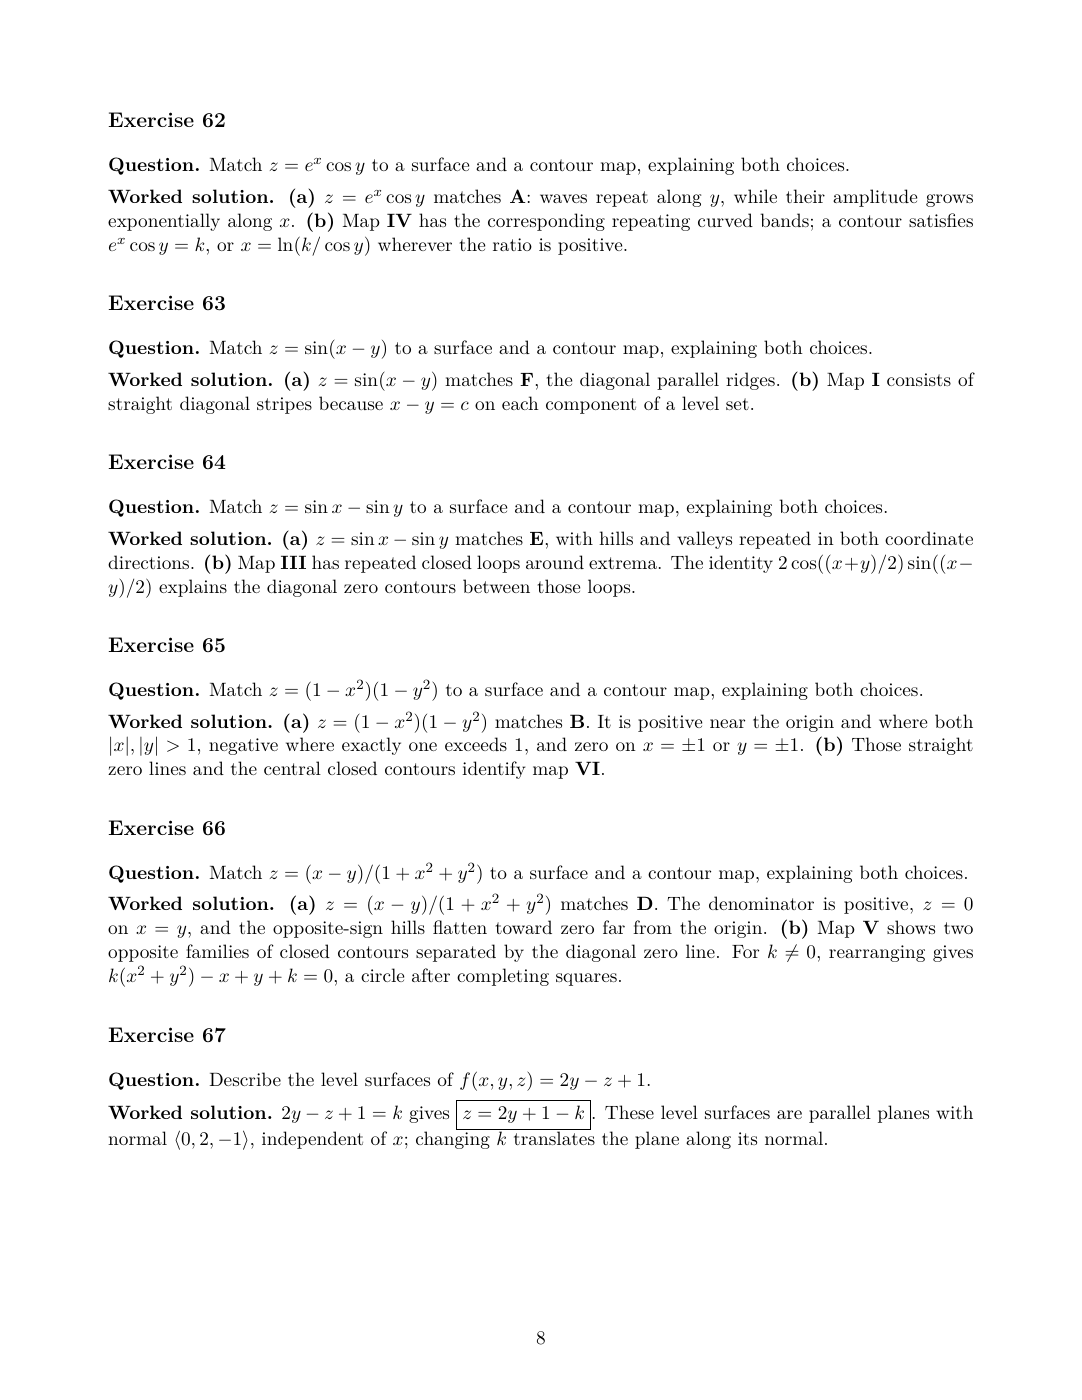 Exercise 62
Question. Match z = e^x cos y to a surface and a contour map, explaining both choices.
Worked solution. (a) z = e^x cos y matches A: waves repeat along y, while their amplitude grows
exponentially along x. (b) Map IV has the corresponding repeating curved bands; a contour satisfies
e^x cos y = k, or x = ln(k/ cos y) wherever the ratio is positive.
Exercise 63
Question. Match z = sin(x − y) to a surface and a contour map, explaining both choices.
Worked solution. (a) z = sin(x − y) matches F, the diagonal parallel ridges. (b) Map I consists of
straight diagonal stripes because x − y = c on each component of a level set.
Exercise 64
Question. Match z = sin x − sin y to a surface and a contour map, explaining both choices.
Worked solution. (a) z = sin x − sin y matches E, with hills and valleys repeated in both coordinate
directions. (b) Map III has repeated closed loops around extrema. The identity 2 cos((x+y)/2) sin((x−
y)/2) explains the diagonal zero contours between those loops.
Exercise 65
Question. Match z = (1 − x²)(1 − y²) to a surface and a contour map, explaining both choices.
Worked solution. (a) z = (1 − x²)(1 − y²) matches B. It is positive near the origin and where both
|x|, |y| > 1, negative where exactly one exceeds 1, and zero on x = ±1 or y = ±1. (b) Those straight
zero lines and the central closed contours identify map VI.
Exercise 66
Question. Match z = (x − y)/(1 + x² + y²) to a surface and a contour map, explaining both choices.
Worked solution. (a) z = (x − y)/(1 + x² + y²) matches D. The denominator is positive, z = 0
on x = y, and the opposite-sign hills flatten toward zero far from the origin. (b) Map V shows two
opposite families of closed contours separated by the diagonal zero line. For k ≠ 0, rearranging gives
k(x² + y²) − x + y + k = 0, a circle after completing squares.
Exercise 67
Question. Describe the level surfaces of f(x, y, z) = 2y − z + 1.
Worked solution. 2y − z + 1 = k gives z = 2y + 1 − k. These level surfaces are parallel planes with
normal ⟨0, 2, −1⟩, independent of x; changing k translates the plane along its normal.
8